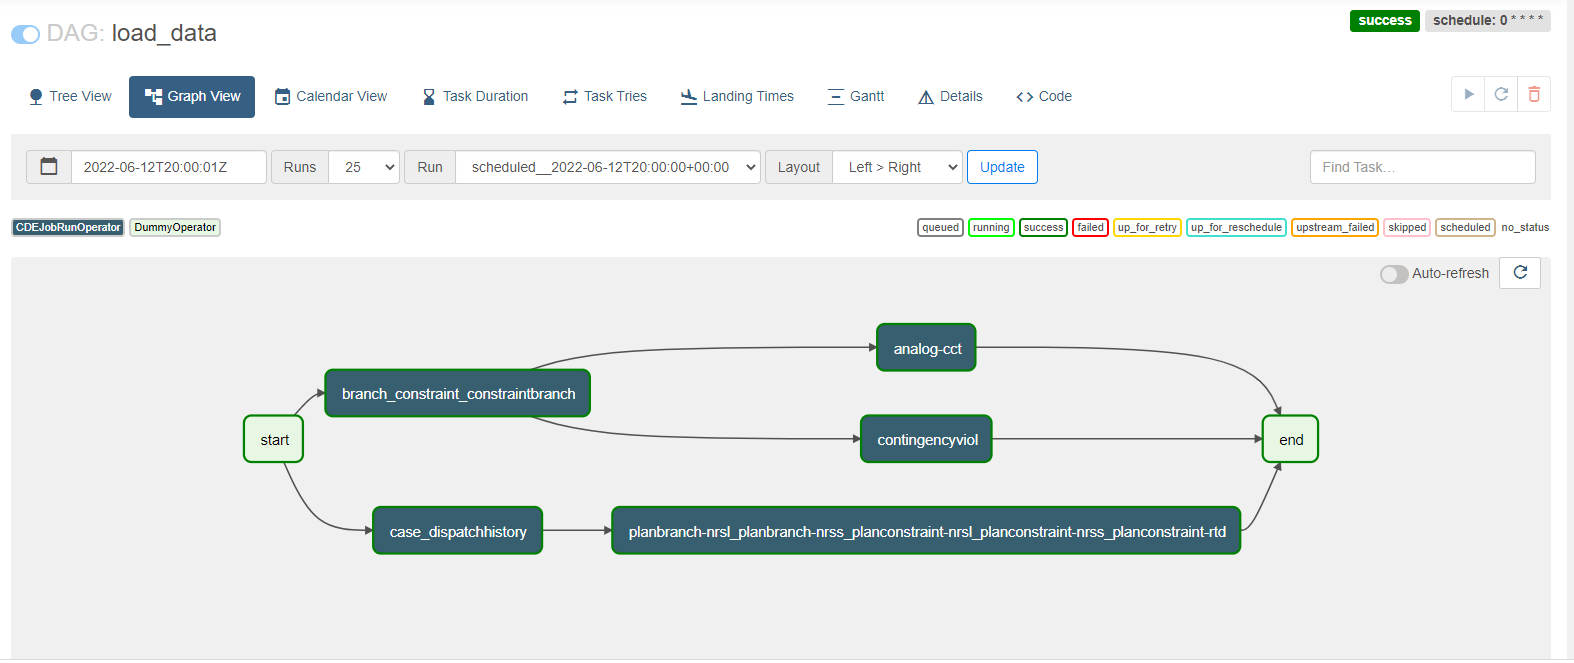 DAG: load_data
success schedule: 0 * * * *
Tree View Graph View Calendar View Task Duration Task Tries Landing Times Gantt Details Code
2022-06-12T20:00:01Z Runs 25 Run scheduled__2022-06-12T20:00:00+00:00 Layout Left > Right Update Find Task...
CDEJobRunOperator DummyOperator queued running success failed up_for_retry up_for_reschedule upstream_failed skipped scheduled no_status
Auto-refresh
analog-cct
branch_constraint_constraintbranch
start
contingencyviol
end
case_dispatchhistory
planbranch-nrsl_planbranch-nrss_planconstraint-nrsl_planconstraint-nrss_planconstraint-rtd